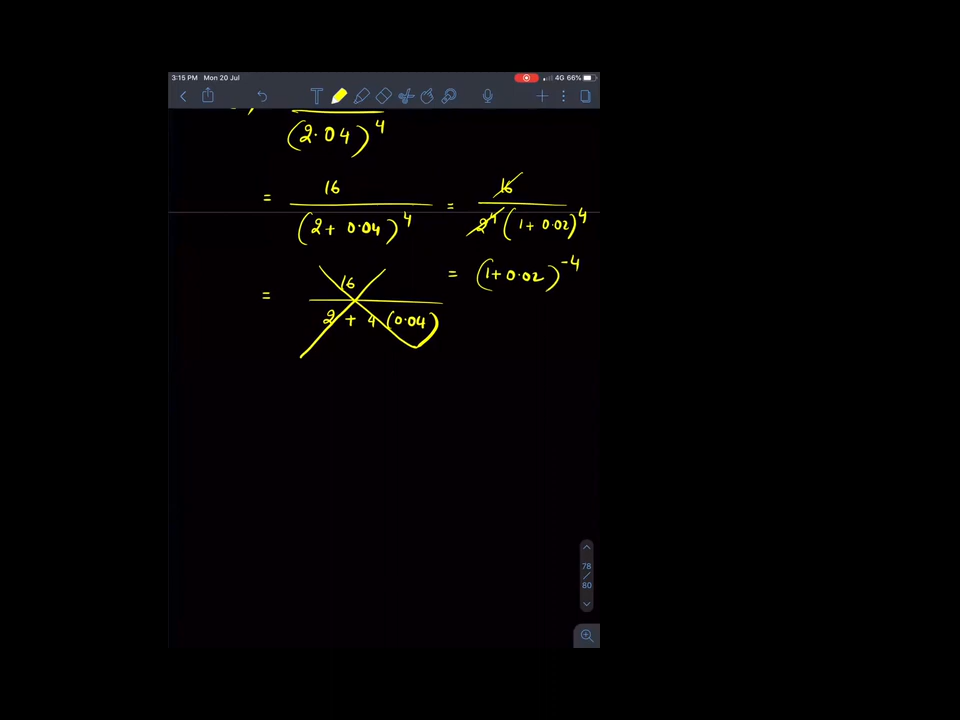 3:15 PM Mon 20 Jul 4G 66%
T
(2.04)^4
= 16 / (2 + 0.04)^4 = 16 / 2^4 (1 + 0.02)^4
= 16 / 2 + 4 (0.04) = (1 + 0.02)^-4
78
/
80